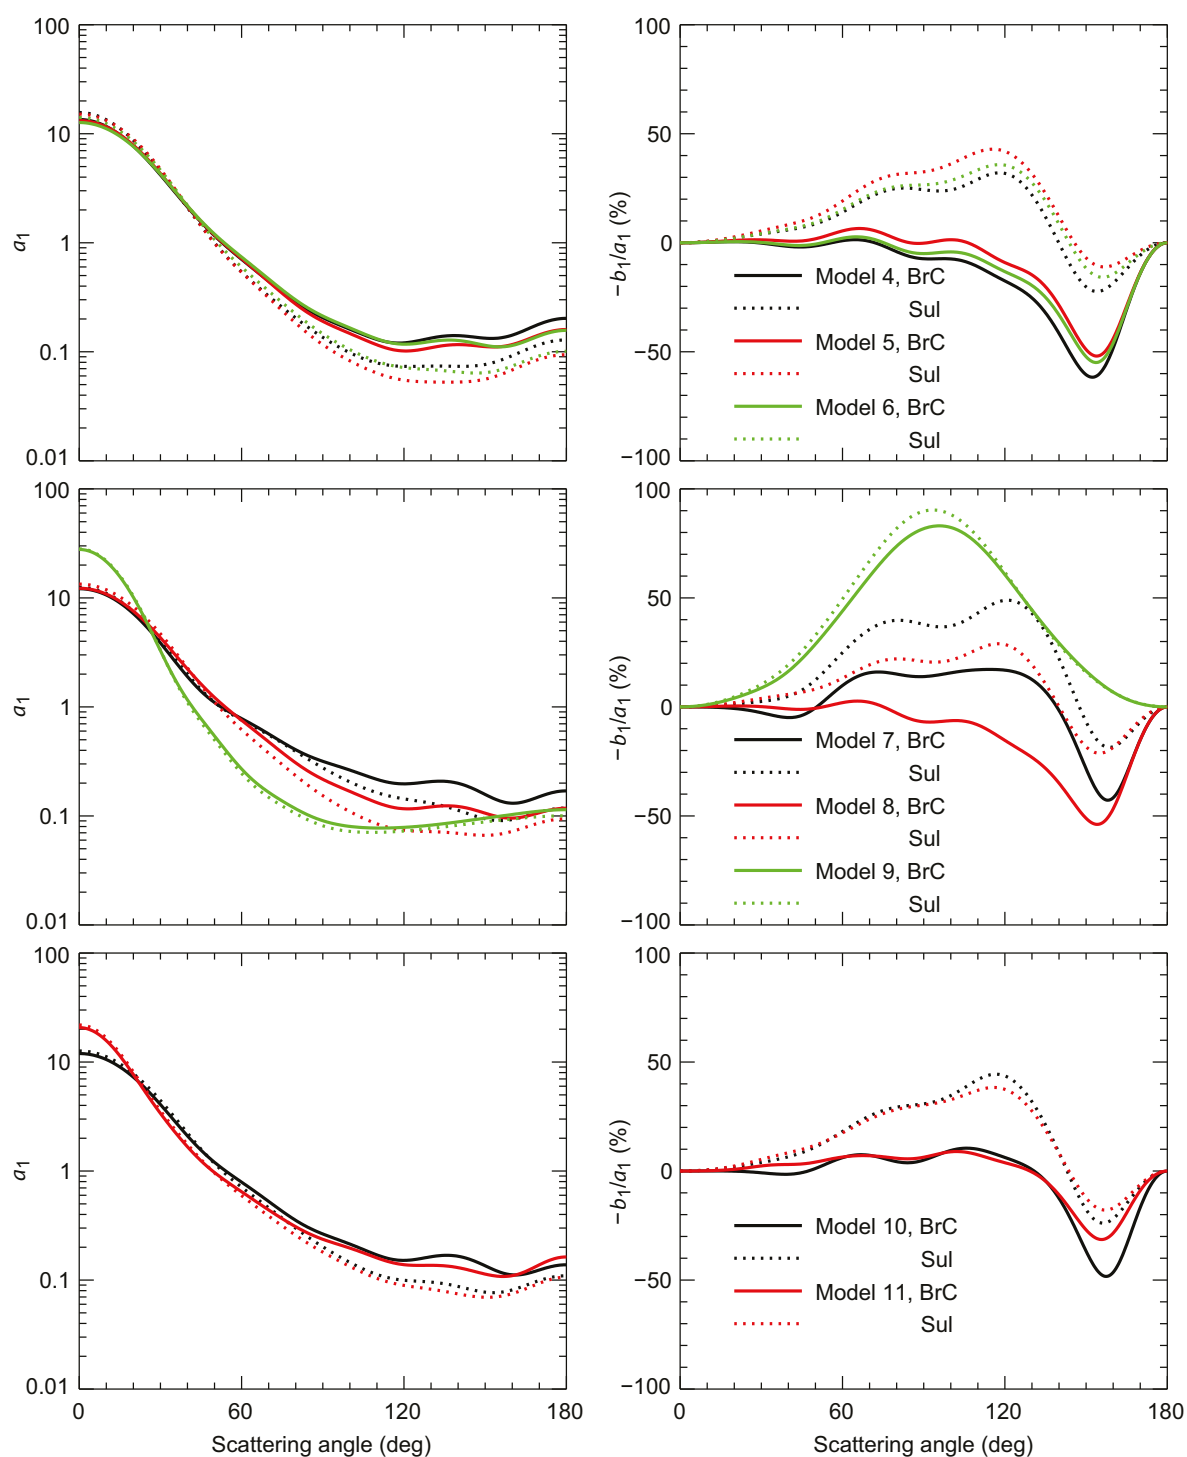 100
10
1
0.1
0.01
a1
100
50
0
−50
−100
−b1/a1 (%)
Model 4, BrC
Sul
Model 5, BrC
Sul
Model 6, BrC
Sul
100
10
1
0.1
0.01
a1
100
50
0
−50
−100
−b1/a1 (%)
Model 7, BrC
Sul
Model 8, BrC
Sul
Model 9, BrC
Sul
100
10
1
0.1
0.01
a1
0 60 120 180
Scattering angle (deg)
100
50
0
−50
−100
−b1/a1 (%)
Model 10, BrC
Sul
Model 11, BrC
Sul
0 60 120 180
Scattering angle (deg)